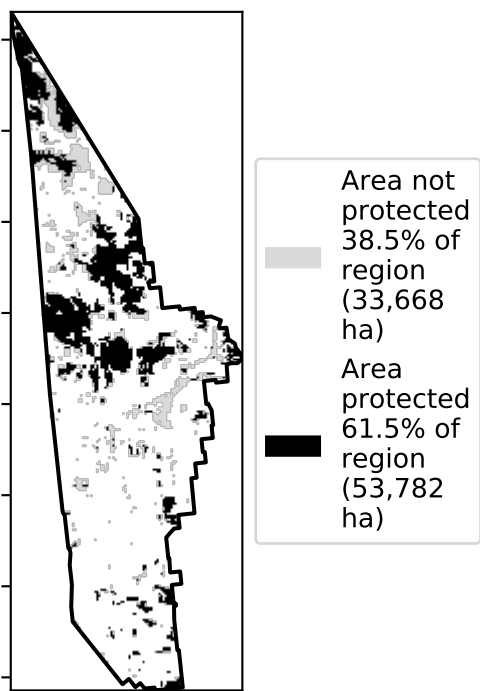 Area not
protected
38.5% of
region
(33,668
ha)
Area
protected
61.5% of
region
(53,782
ha)